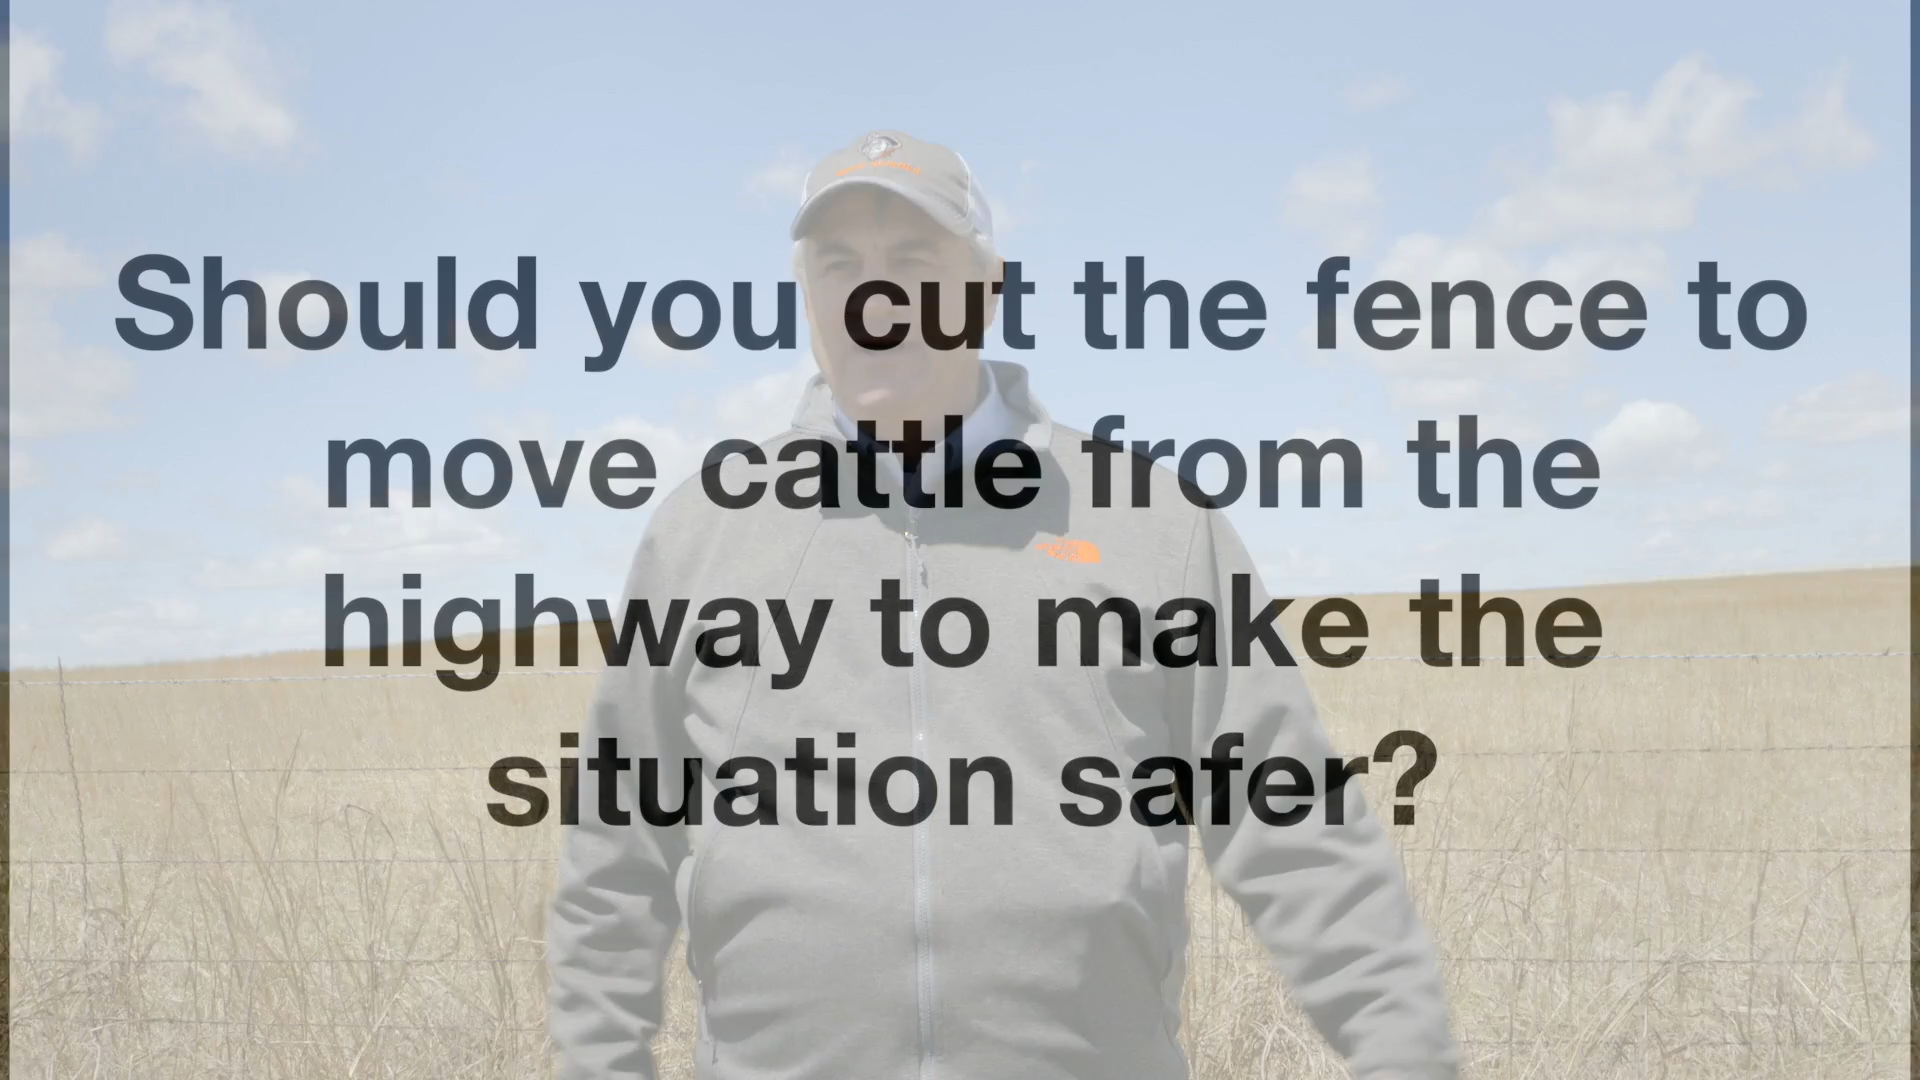 Should you cut the fence to
move cattle from the
highway to make the
situation safer?